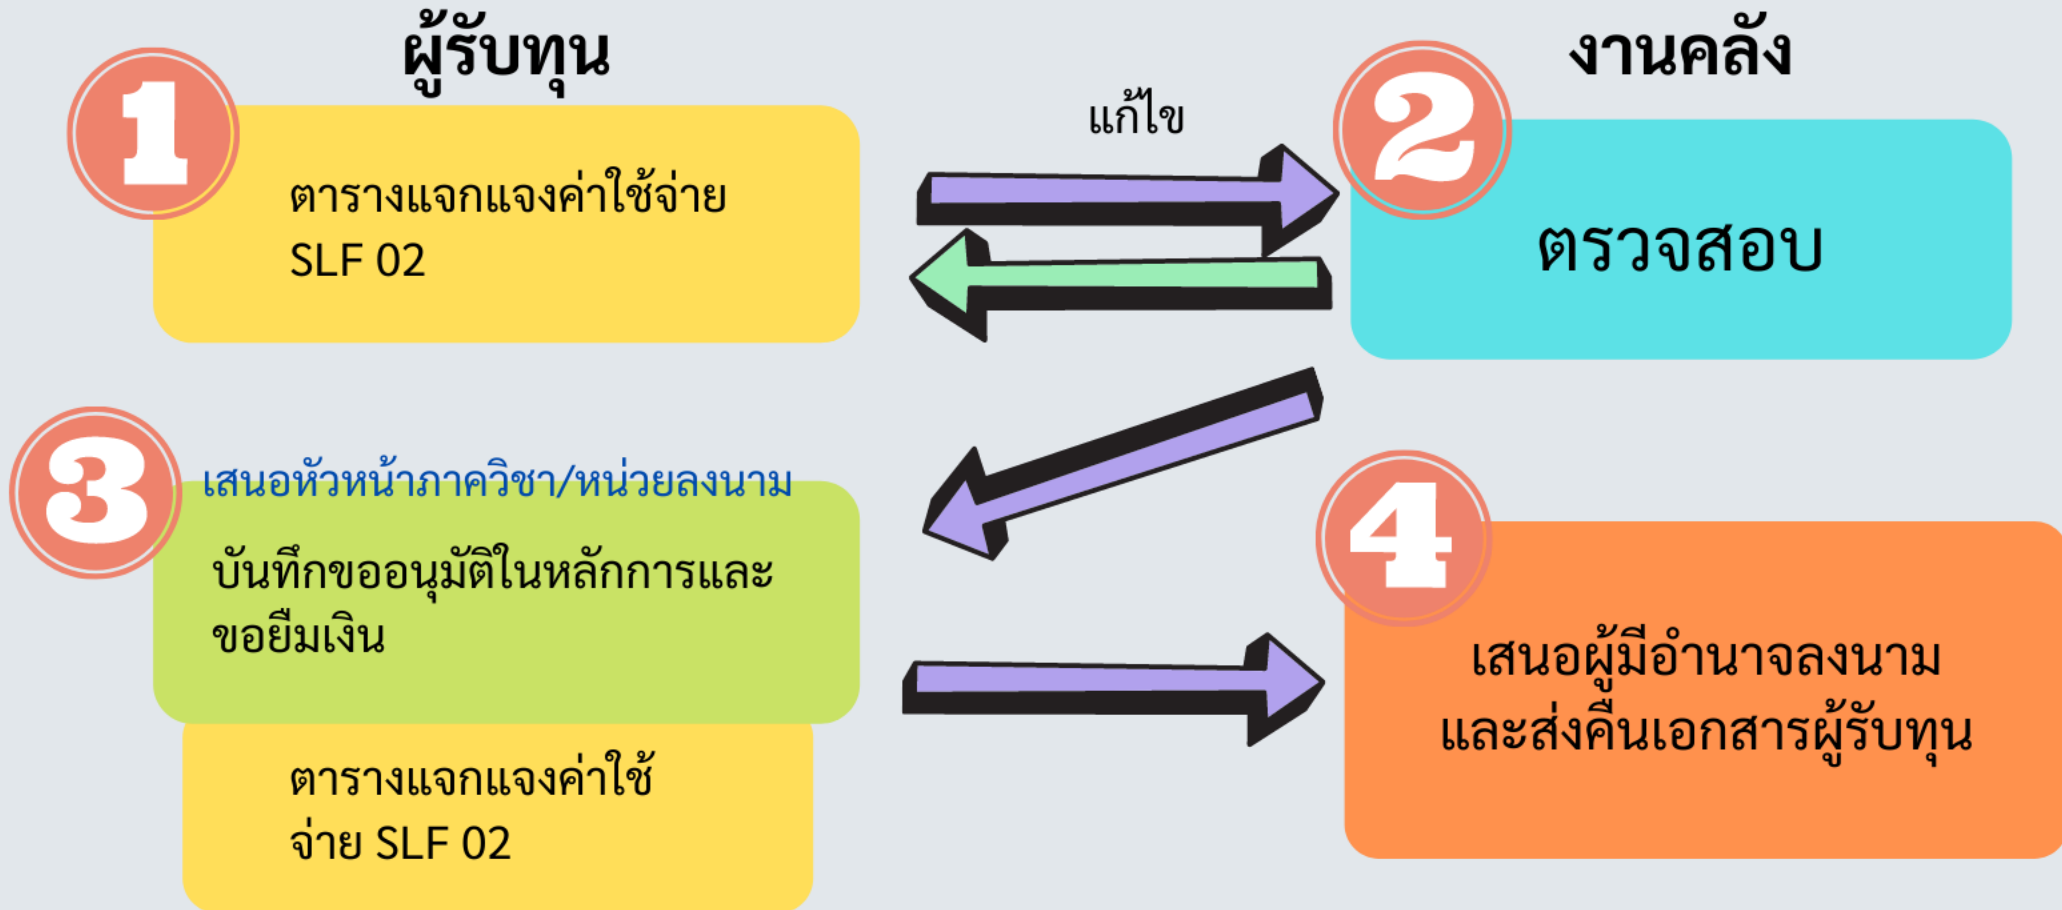 ผู้รับทุน
งานคลัง
1
ตารางแจกแจงค่าใช้จ่าย
SLF 02
แก้ไข
2
ตรวจสอบ
3
เสนอหัวหน้าภาควิชา/หน่วยลงนาม
บันทึกขออนุมัติในหลักการและ
ขอยืมเงิน
ตารางแจกแจงค่าใช้
จ่าย SLF 02
4
เสนอผู้มีอำนาจลงนาม
และส่งคืนเอกสารผู้รับทุน